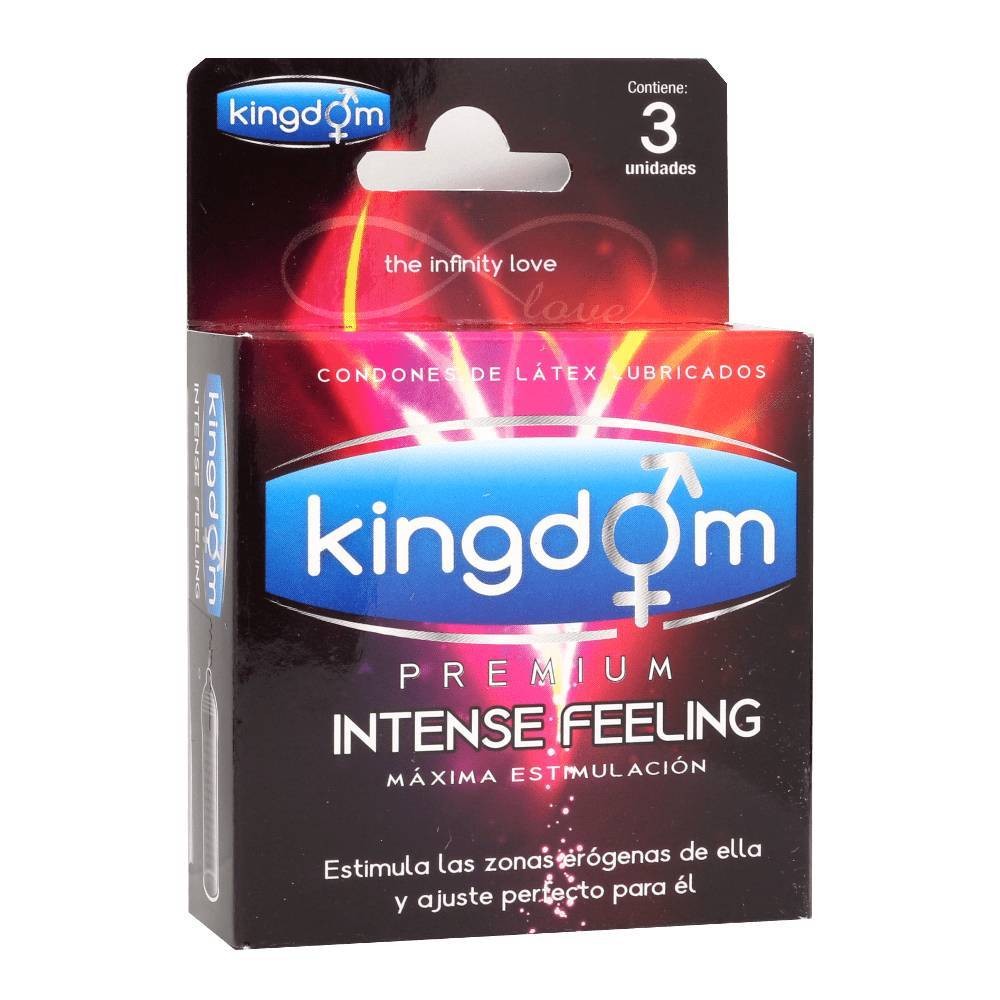 kingdom
Contiene:
3
unidades
the infinity love
love
CONDONES DE LÁTEX LUBRICADOS
kingdom
PREMIUM
INTENSE FEELING
MÁXIMA ESTIMULACIÓN
Estimula las zonas erógenas de ella
y ajuste perfecto para él
kingdom
INTENSE FEELING